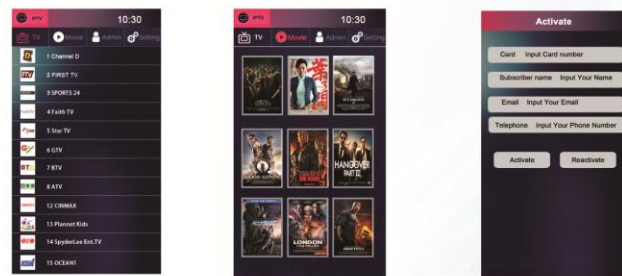 IPTV 10:30
TV Movie Admin Setting
1 Channel D
2 FIRST TV
3 SPORTS 24
4 Faith TV
5 Star TV
6 GTV
7 BTV
8 ATV
12 CINMAX
13 Plannet Kids
14 SpyderLee Ent.TV
15 OCEAN1
IPTV 10:30
TV Movie Admin Setting
葉問
HANGOVER
PART III
LONDON
Activate
Card Input Card number
Subscriber name Input Your Name
Email Input Your Email
Telephone Input Your Phone Number
Activate Reactivate